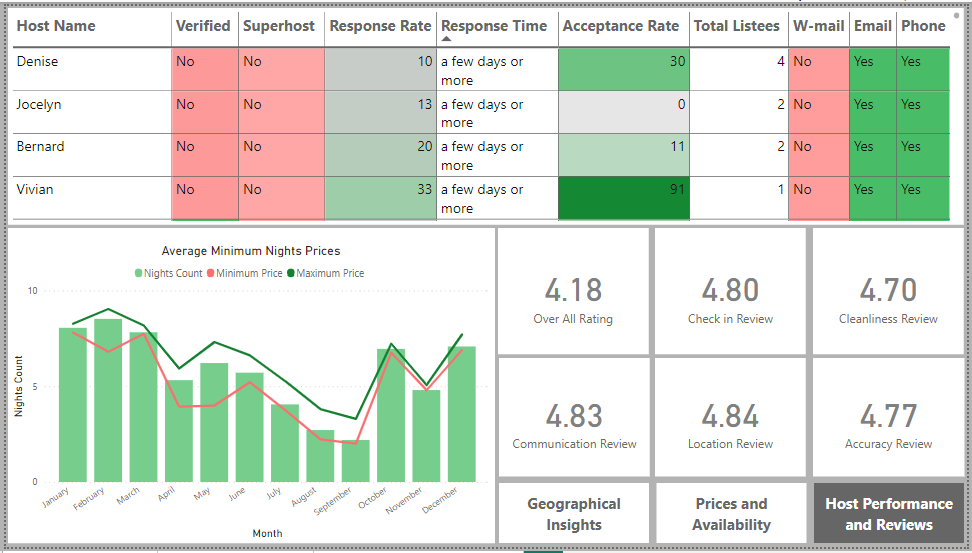 Host Name Verified Superhost Response Rate Response Time Acceptance Rate Total Listees W-mail Email Phone
Denise No No 10 a few days or more 30 4 No Yes Yes
Jocelyn No No 13 a few days or more 0 2 No Yes Yes
Bernard No No 20 a few days or more 11 2 No Yes Yes
Vivian No No 33 a few days or more 91 1 No Yes Yes
Average Minimum Nights Prices
Nights Count Minimum Price Maximum Price
Nights Count
10
5
0
January February March April May June July August September October November December
Month
4.18
Over All Rating
4.80
Check in Review
4.70
Cleanliness Review
4.83
Communication Review
4.84
Location Review
4.77
Accuracy Review
Geographical
Insights
Prices and
Availability
Host Performance
and Reviews